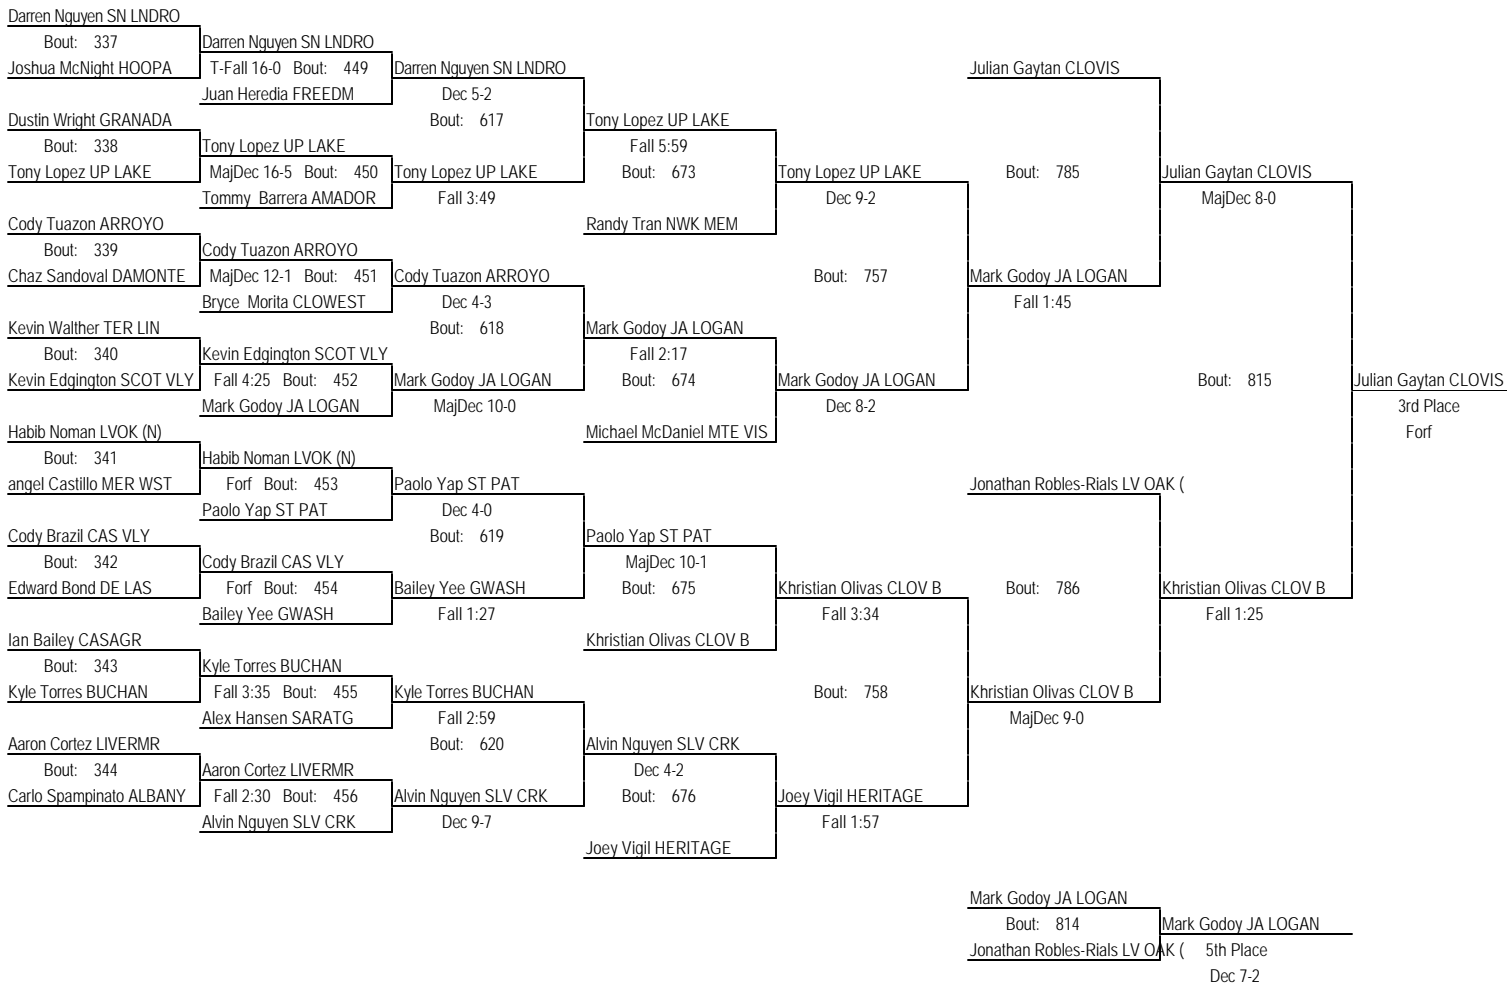 Darren Nguyen SN LNDRO
Bout: 337
Darren Nguyen SN LNDRO
Joshua McNight HOOPA
T-Fall 16-0 Bout: 449
Darren Nguyen SN LNDRO
Julian Gaytan CLOVIS
Juan Heredia FREEDM
Dec 5-2
Dustin Wright GRANADA
Bout: 617
Tony Lopez UP LAKE
Bout: 338
Tony Lopez UP LAKE
Fall 5:59
Tony Lopez UP LAKE
MajDec 16-5 Bout: 450
Tony Lopez UP LAKE
Bout: 673
Tony Lopez UP LAKE
Bout: 785
Julian Gaytan CLOVIS
Tommy Barrera AMADOR
Fall 3:49
Dec 9-2
MajDec 8-0
Cody Tuazon ARROYO
Randy Tran NWK MEM
Bout: 339
Cody Tuazon ARROYO
Chaz Sandoval DAMONTE
MajDec 12-1 Bout: 451
Cody Tuazon ARROYO
Bout: 757
Mark Godoy JA LOGAN
Bryce Morita CLOWEST
Dec 4-3
Fall 1:45
Kevin Walther TER LIN
Bout: 618
Mark Godoy JA LOGAN
Bout: 340
Kevin Edgington SCOT VLY
Fall 2:17
Kevin Edgington SCOT VLY
Fall 4:25 Bout: 452
Mark Godoy JA LOGAN
Bout: 674
Mark Godoy JA LOGAN
Bout: 815
Julian Gaytan CLOVIS
Mark Godoy JA LOGAN
MajDec 10-0
Dec 8-2
3rd Place
Habib Noman LVOK (N)
Michael McDaniel MTE VIS
Forf
Bout: 341
Habib Noman LVOK (N)
angel Castillo MER WST
Forf Bout: 453
Paolo Yap ST PAT
Jonathan Robles-Rials LV OAK (
Paolo Yap ST PAT
Dec 4-0
Cody Brazil CAS VLY
Bout: 619
Paolo Yap ST PAT
Bout: 342
Cody Brazil CAS VLY
MajDec 10-1
Edward Bond DE LAS
Forf Bout: 454
Bailey Yee GWASH
Bout: 675
Khristian Olivas CLOV B
Bout: 786
Khristian Olivas CLOV B
Bailey Yee GWASH
Fall 1:27
Fall 3:34
Fall 1:25
Ian Bailey CASAGR
Khristian Olivas CLOV B
Bout: 343
Kyle Torres BUCHAN
Kyle Torres BUCHAN
Fall 3:35 Bout: 455
Kyle Torres BUCHAN
Bout: 758
Khristian Olivas CLOV B
Alex Hansen SARATG
Fall 2:59
MajDec 9-0
Aaron Cortez LIVERMR
Bout: 620
Alvin Nguyen SLV CRK
Bout: 344
Aaron Cortez LIVERMR
Dec 4-2
Carlo Spampinato ALBANY
Fall 2:30 Bout: 456
Alvin Nguyen SLV CRK
Bout: 676
Joey Vigil HERITAGE
Alvin Nguyen SLV CRK
Dec 9-7
Fall 1:57
Joey Vigil HERITAGE
Mark Godoy JA LOGAN
Bout: 814
Mark Godoy JA LOGAN
Jonathan Robles-Rials LV OAK (
5th Place
Dec 7-2